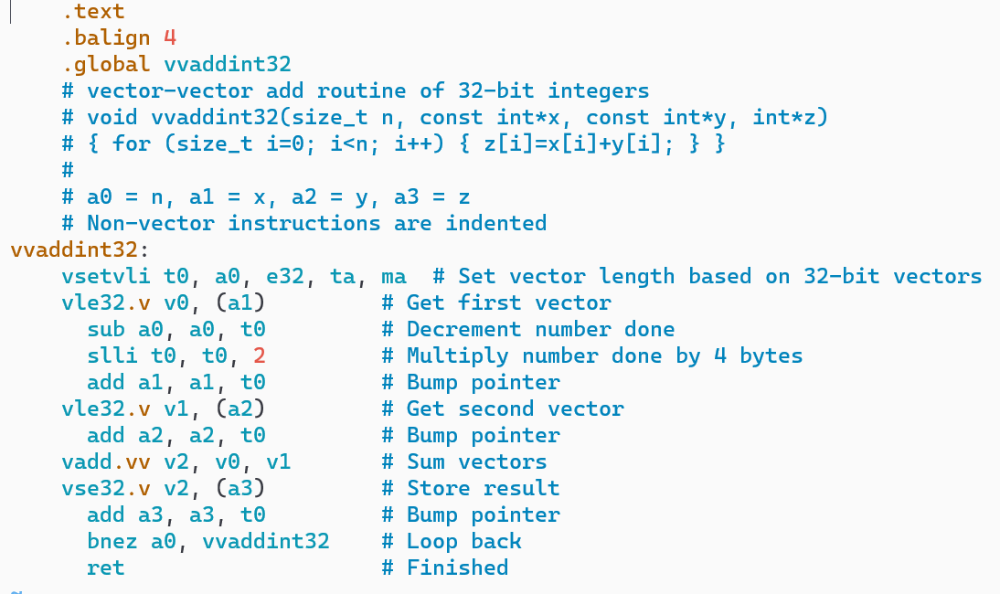 .text
    .balign 4
    .global vvaddint32
    # vector-vector add routine of 32-bit integers
    # void vvaddint32(size_t n, const int*x, const int*y, int*z)
    # { for (size_t i=0; i<n; i++) { z[i]=x[i]+y[i]; } }
    #
    # a0 = n, a1 = x, a2 = y, a3 = z
    # Non-vector instructions are indented
vvaddint32:
    vsetvli t0, a0, e32, ta, ma  # Set vector length based on 32-bit vectors
    vle32.v v0, (a1)         # Get first vector
      sub a0, a0, t0         # Decrement number done
      slli t0, t0, 2         # Multiply number done by 4 bytes
      add a1, a1, t0         # Bump pointer
    vle32.v v1, (a2)         # Get second vector
      add a2, a2, t0         # Bump pointer
    vadd.vv v2, v0, v1       # Sum vectors
    vse32.v v2, (a3)         # Store result
      add a3, a3, t0         # Bump pointer
      bnez a0, vvaddint32    # Loop back
      ret                    # Finished
~